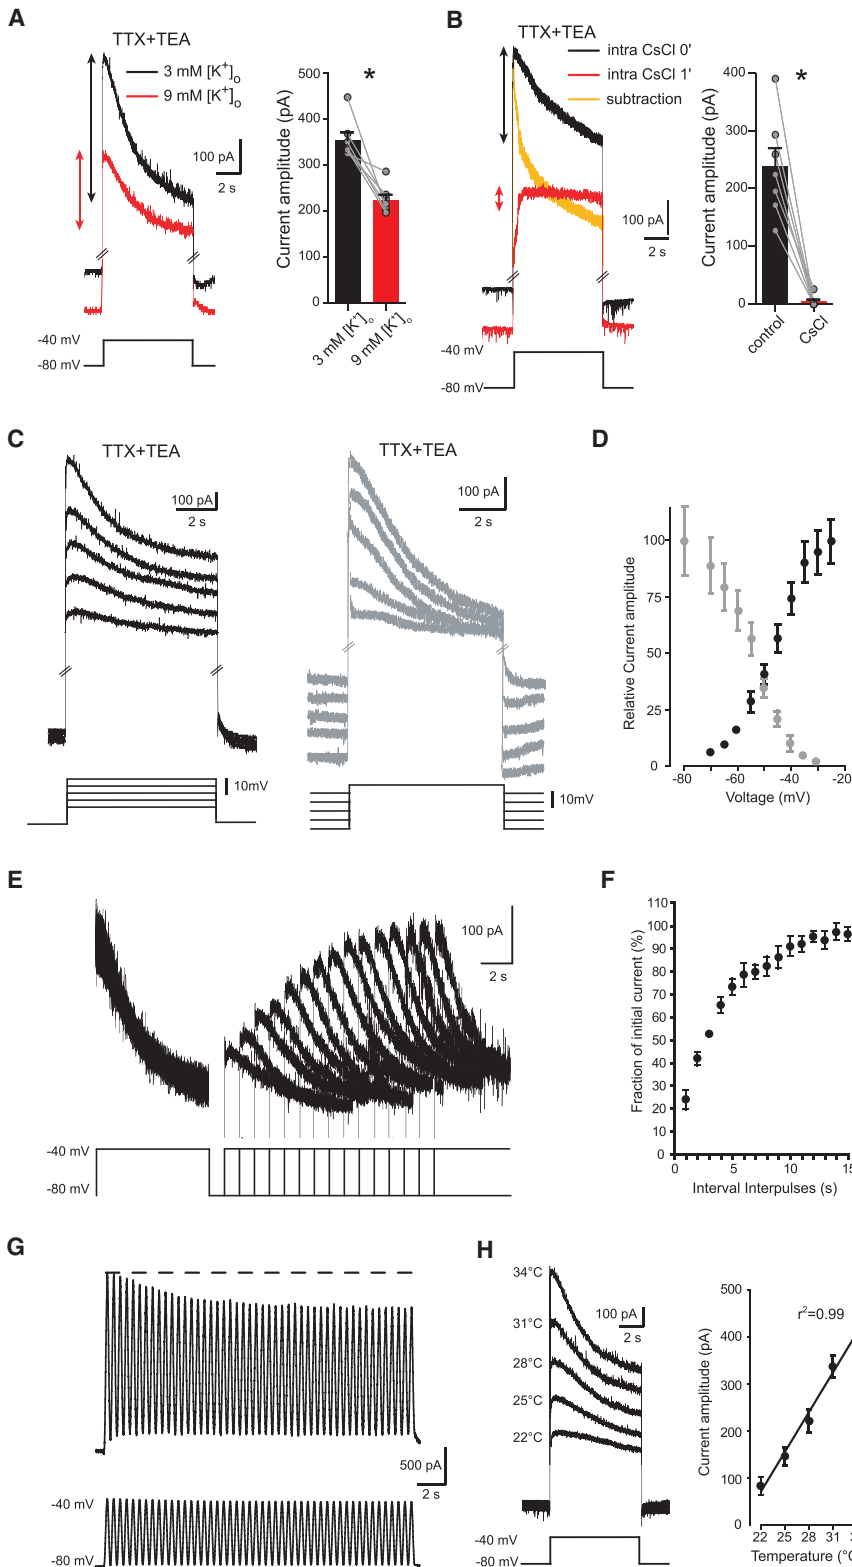 A
TTX+TEA
3 mM [K+]o
9 mM [K+]o
100 pA
2 s
-40 mV
-80 mV
Current amplitude (pA)
500
400
300
200
100
0
*
3 mM [K+]o
9 mM [K+]o
B
TTX+TEA
intra CsCl 0'
intra CsCl 1'
subtraction
100 pA
2 s
-40 mV
-80 mV
Current amplitude (pA)
400
300
200
100
0
*
control
CsCl
C
TTX+TEA
100 pA
2 s
10mV
TTX+TEA
100 pA
2 s
10mV
D
Relative Current amplitude
100
75
50
25
0
-80
-60
-40
-20
Voltage (mV)
E
100 pA
2 s
-40 mV
-80 mV
F
Fraction of initial current (%)
110
100
90
80
70
60
50
40
30
20
10
0
0
5
10
15
Interval Interpulses (s)
G
500 pA
2 s
-40 mV
-80 mV
H
34°C
31°C
28°C
25°C
22°C
100 pA
2 s
-40 mV
-80 mV
Current amplitude (pA)
500
400
300
200
100
0
r2=0.99
22
25
28
31
Temperature (°C